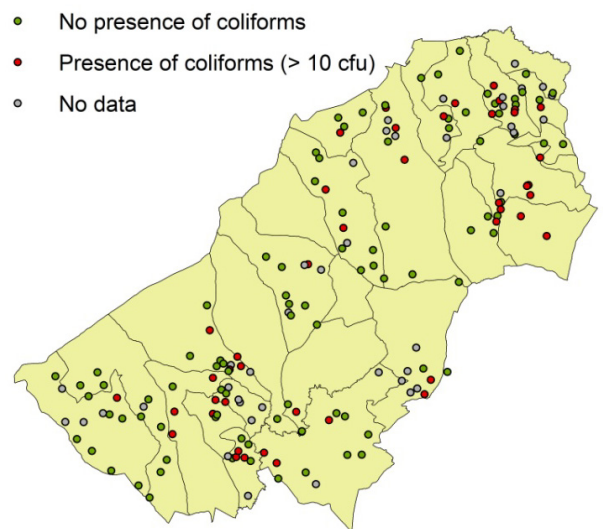 No presence of coliforms
Presence of coliforms (> 10 cfu)
No data